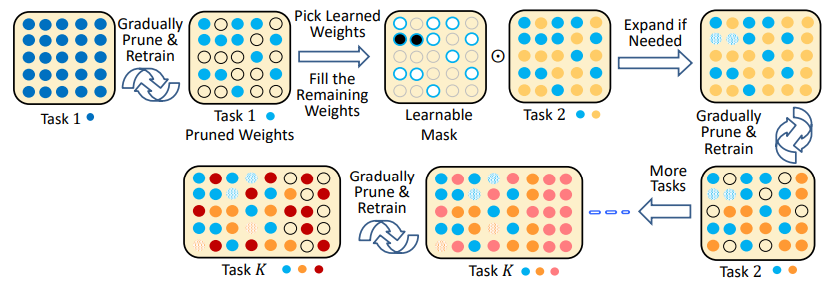 Gradually
Prune &
Retrain
Pick Learned
Weights
Fill the
Remaining
Weights
Expand if
Needed
Task 1
Task 1
Pruned Weights
Learnable
Mask
Task 2
Gradually
Prune &
Retrain
More
Tasks
Gradually
Prune &
Retrain
Task K
Task K
Task 2